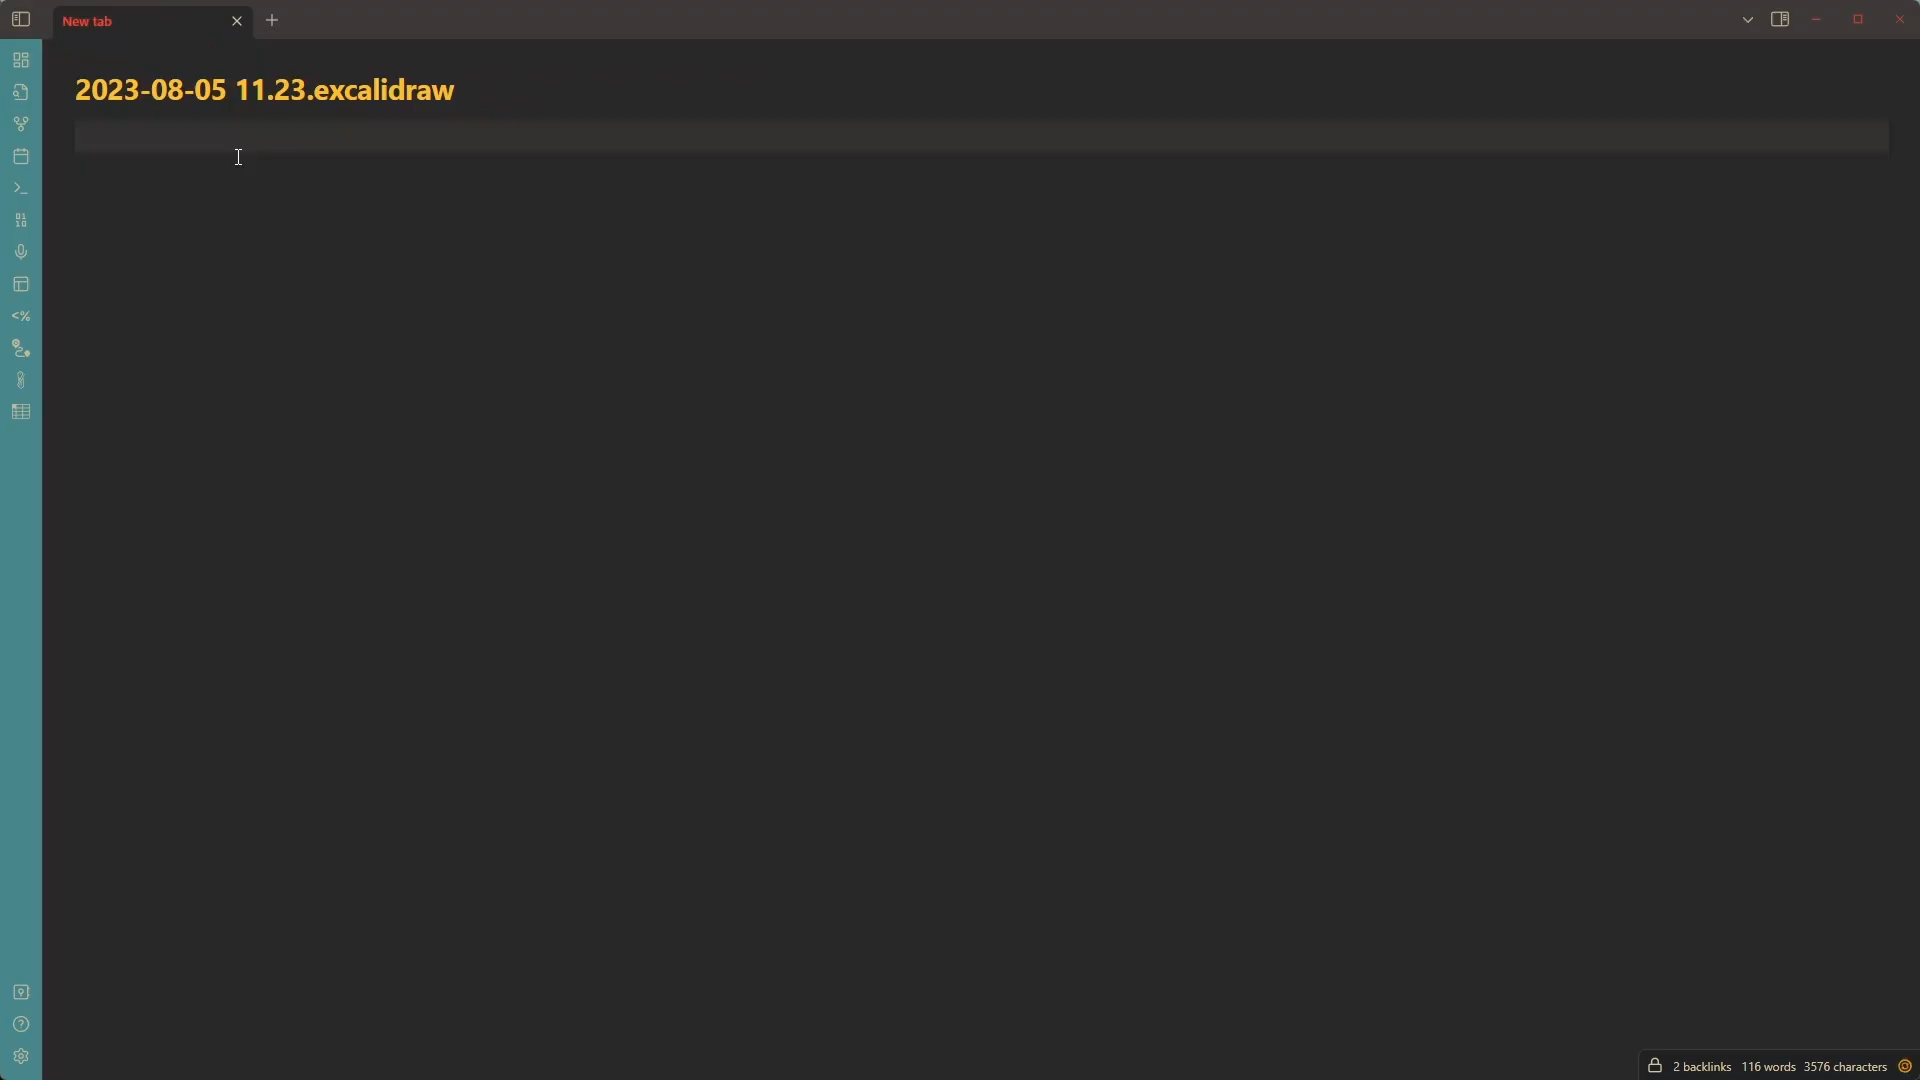 New tab
2023-08-05 11.23.excalidraw
<%
2 backlinks 116 words 3576 characters